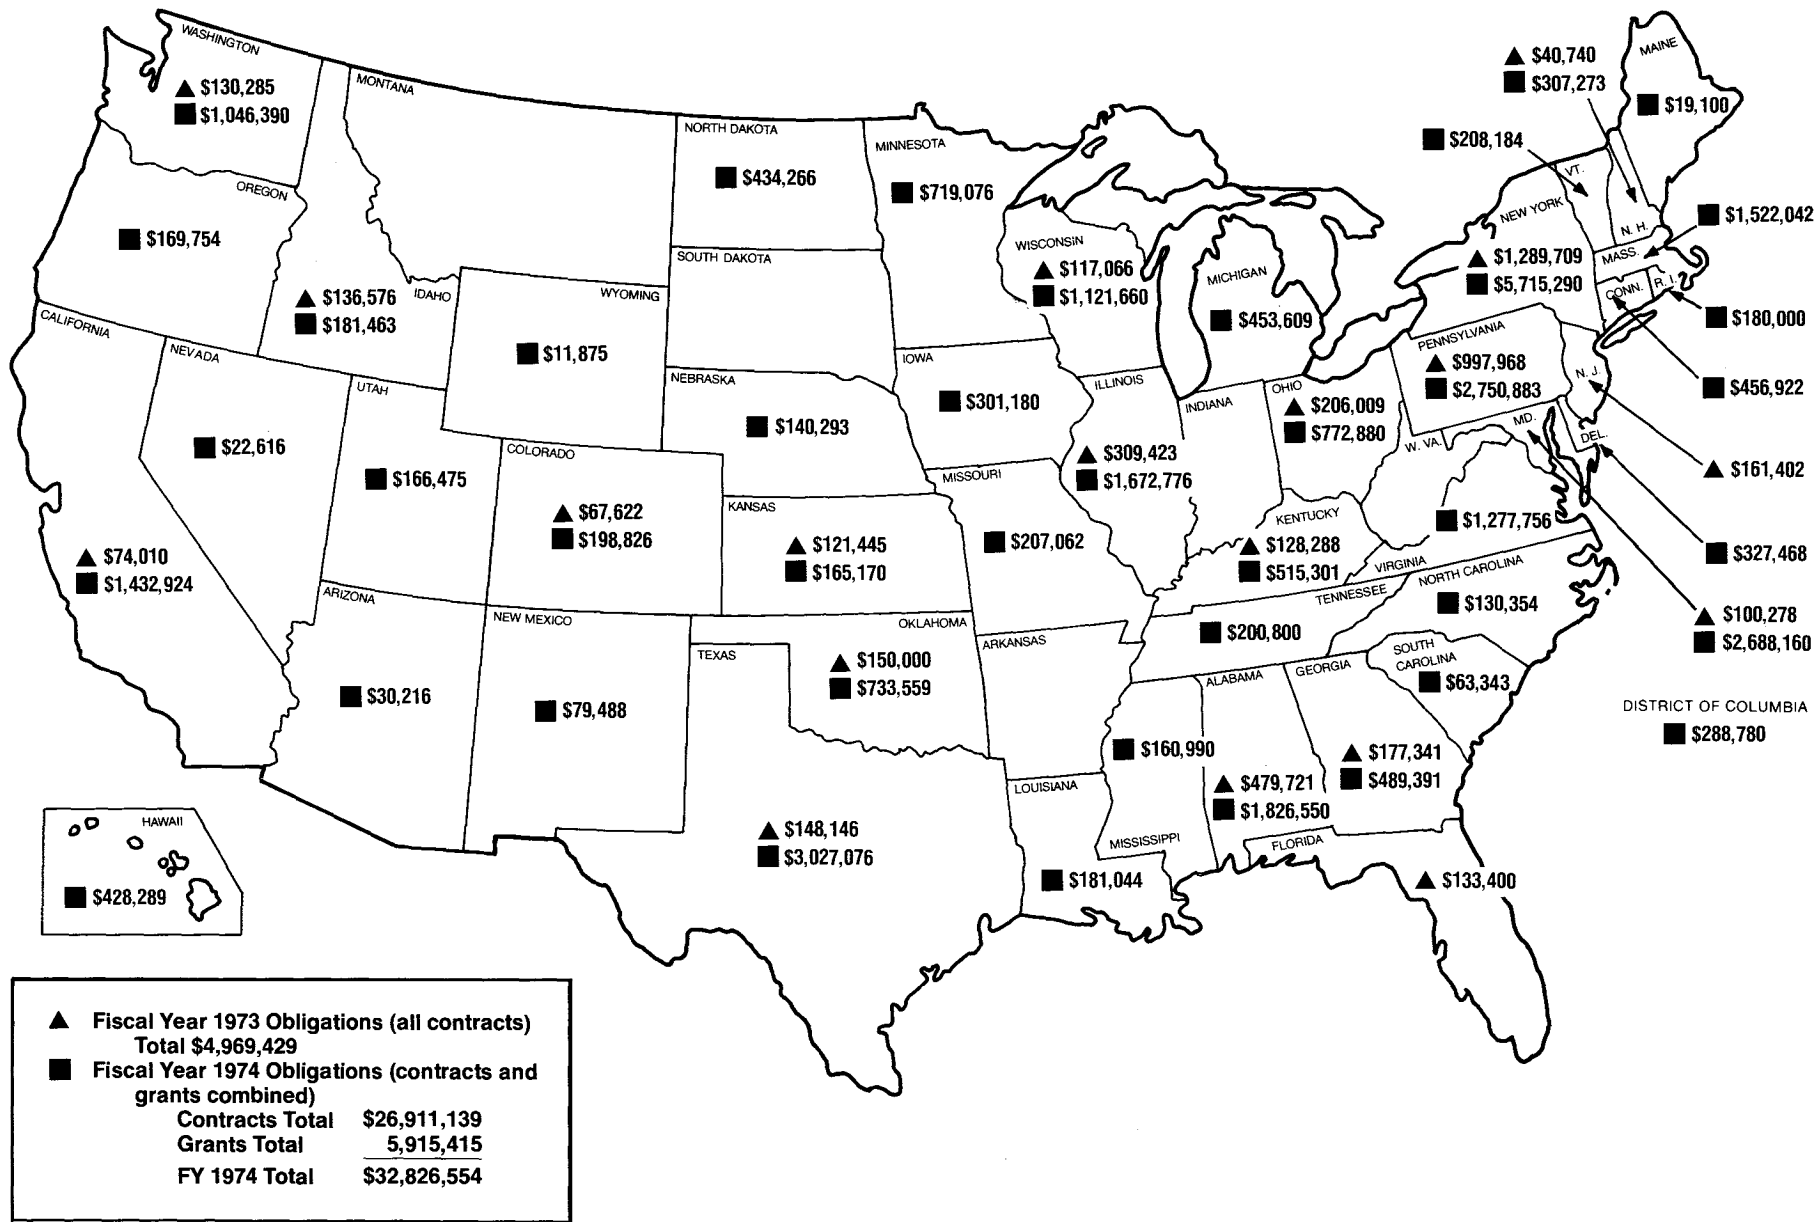 WASHINGTON
▲ $130,285
■ $1,046,390
MONTANA
OREGON
■ $169,754
IDAHO
▲ $136,576
■ $181,463
WYOMING
■ $11,875
NORTH DAKOTA
■ $434,266
SOUTH DAKOTA
NEBRASKA
■ $140,293
MINNESOTA
■ $719,076
WISCONSIN
▲ $117,066
■ $1,121,660
MICHIGAN
■ $453,609
IOWA
■ $301,180
ILLINOIS
▲ $309,423
■ $1,672,776
INDIANA
OHIO
▲ $206,009
■ $772,880
PENNSYLVANIA
▲ $997,968
■ $2,750,883
NEW YORK
▲ $1,289,709
■ $5,715,290
▲ $40,740
■ $307,273
MAINE
■ $19,100
■ $208,184
VT.
N. H.
■ $1,522,042
MASS.
CONN.
R. I.
■ $180,000
■ $456,922
N. J.
▲ $161,402
DEL.
■ $327,468
MD.
▲ $100,278
■ $2,688,160
DISTRICT OF COLUMBIA
■ $288,780
W. VA.
■ $1,277,756
VIRGINIA
KENTUCKY
▲ $128,288
■ $515,301
TENNESSEE
■ $200,800
NORTH CAROLINA
■ $130,354
SOUTH
CAROLINA
■ $63,343
GEORGIA
▲ $177,341
■ $489,391
ALABAMA
▲ $479,721
■ $1,826,550
MISSISSIPPI
■ $160,990
FLORIDA
▲ $133,400
LOUISIANA
■ $181,044
ARKANSAS
MISSOURI
■ $207,062
KANSAS
▲ $121,445
■ $165,170
OKLAHOMA
▲ $150,000
■ $733,559
TEXAS
▲ $148,146
■ $3,027,076
NEW MEXICO
■ $79,488
COLORADO
▲ $67,622
■ $198,826
ARIZONA
■ $30,216
UTAH
■ $166,475
NEVADA
■ $22,616
CALIFORNIA
▲ $74,010
■ $1,432,924
HAWAII
■ $428,289
▲ Fiscal Year 1973 Obligations (all contracts)
Total $4,969,429
■ Fiscal Year 1974 Obligations (contracts and
grants combined)
Contracts Total $26,911,139
Grants Total 5,915,415
FY 1974 Total $32,826,554